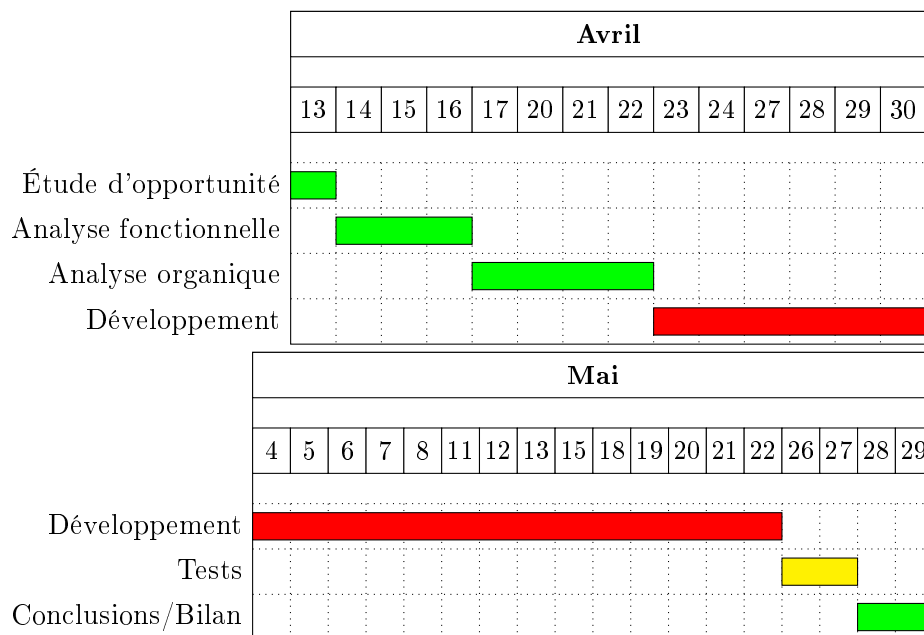 Avril
13 14 15 16 17 20 21 22 23 24 27 28 29 30
Étude d'opportunité
Analyse fonctionnelle
Analyse organique
Développement
Mai
4 5 6 7 8 11 12 13 15 18 19 20 21 22 26 27 28 29
Développement
Tests
Conclusions/Bilan